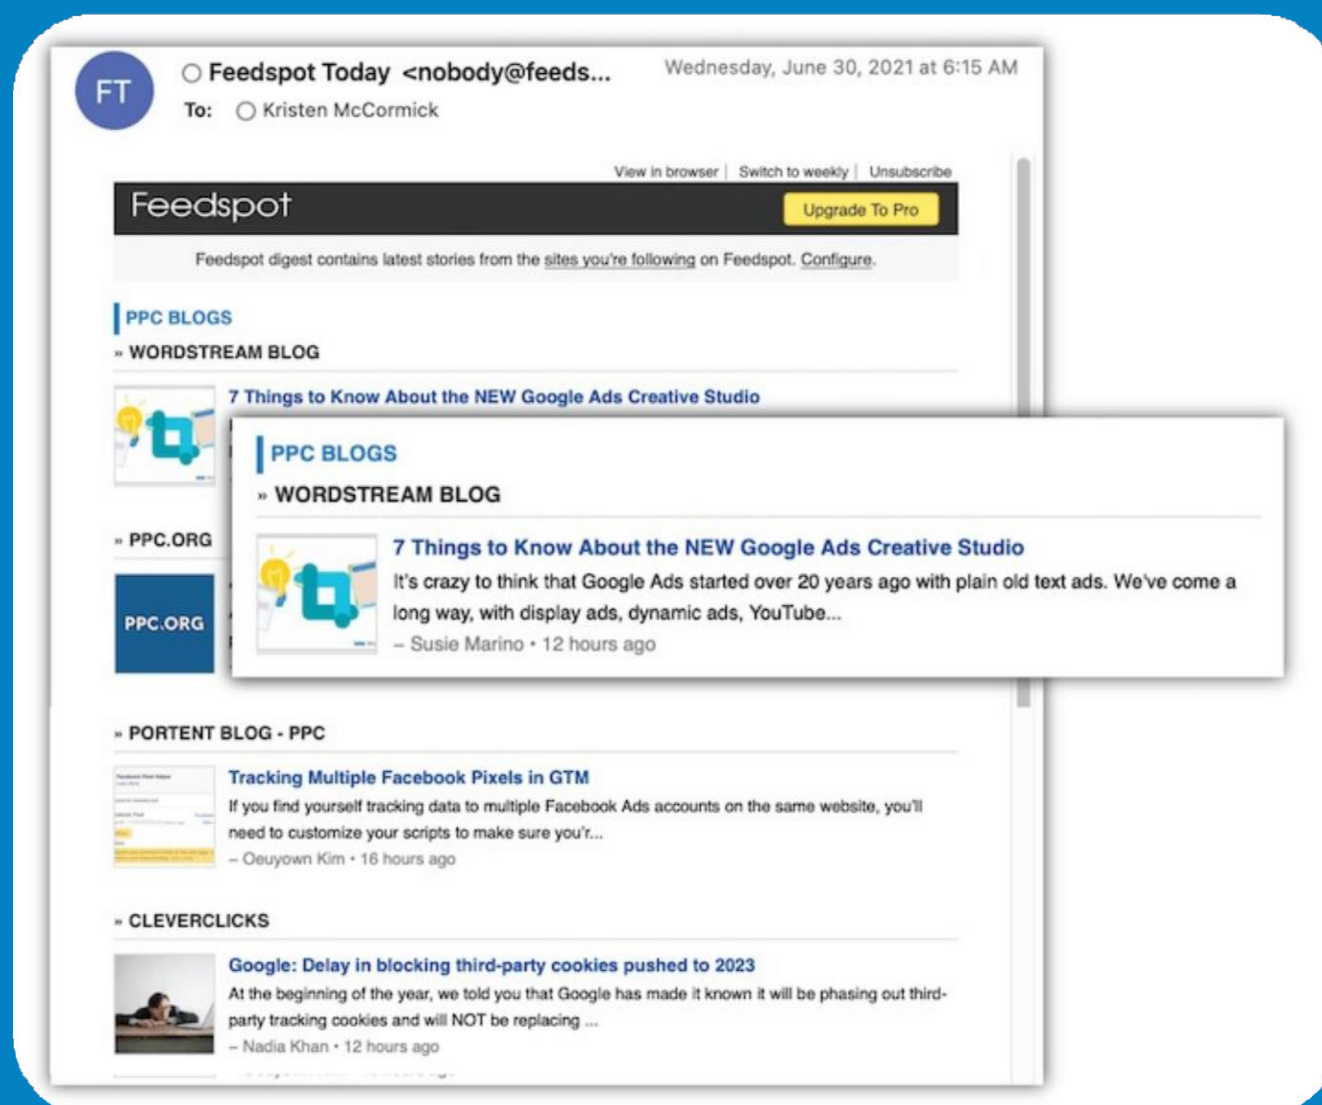 FT
Feedspot Today <nobody@feeds...
Wednesday, June 30, 2021 at 6:15 AM
To: Kristen McCormick
View in browser | Switch to weekly | Unsubscribe
Feedspot
Upgrade To Pro
Feedspot digest contains latest stories from the sites you're following on Feedspot. Configure.
PPC BLOGS
» WORDSTREAM BLOG
7 Things to Know About the NEW Google Ads Creative Studio
PPC BLOGS
» WORDSTREAM BLOG
7 Things to Know About the NEW Google Ads Creative Studio
It's crazy to think that Google Ads started over 20 years ago with plain old text ads. We've come a
long way, with display ads, dynamic ads, YouTube...
– Susie Marino • 12 hours ago
» PPC.ORG
PPC.ORG
» PORTENT BLOG - PPC
Tracking Multiple Facebook Pixels in GTM
If you find yourself tracking data to multiple Facebook Ads accounts on the same website, you'll
need to customize your scripts to make sure you'r...
– Oeuyown Kim • 16 hours ago
» CLEVERCLICKS
Google: Delay in blocking third-party cookies pushed to 2023
At the beginning of the year, we told you that Google has made it known it will be phasing out third-
party tracking cookies and will NOT be replacing ...
– Nadia Khan • 12 hours ago